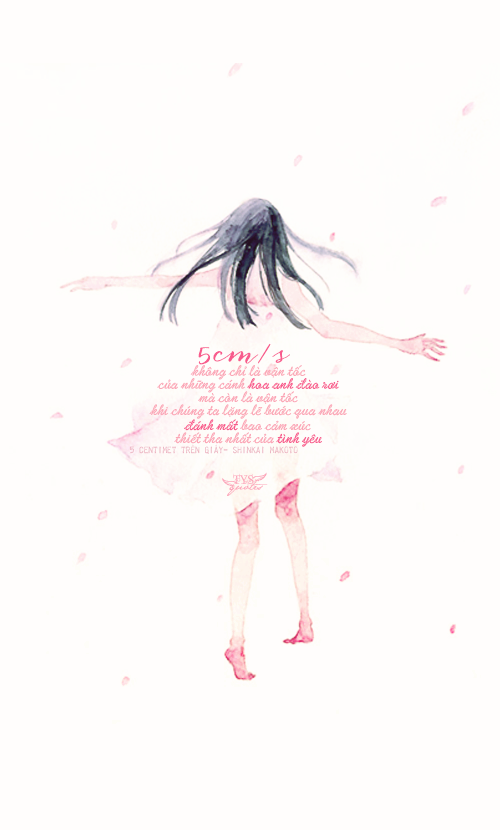 5cm/s
không chỉ là vận tốc
của những cánh hoa anh đào rơi
mà còn là vận tốc
khi chúng ta lặng lẽ bước qua nhau
đánh mất bao cảm xúc
thiết tha nhất của tình yêu
5 CENTIMET TRÊN GIÂY- SHINKAI MAKOTO
TYS
Quotes